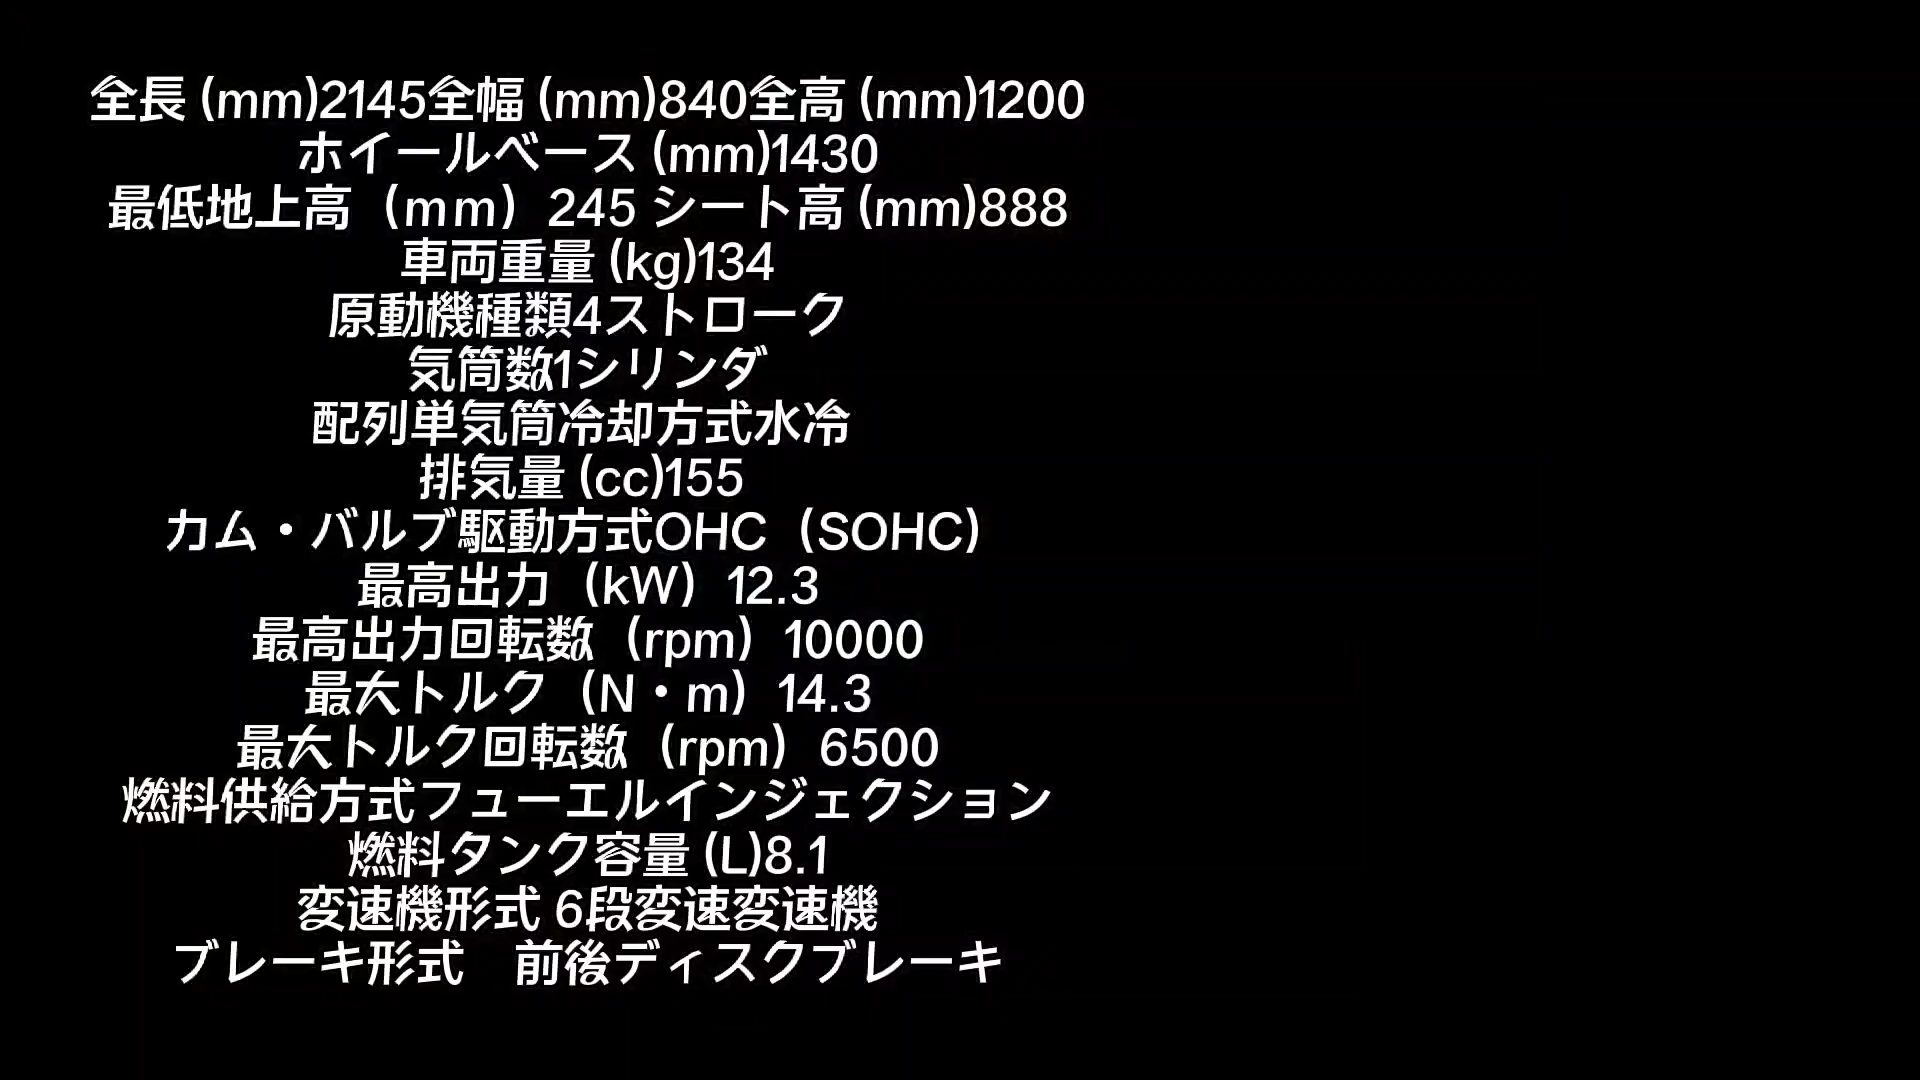 全長 (mm)2145全幅 (mm)840全高 (mm)1200
ホイールベース (mm)1430
最低地上高（ｍｍ）245 シート高 (mm)888
車両重量 (kg)134
原動機種類4ストローク
気筒数1シリンダ
配列単気筒冷却方式水冷
排気量 (cc)155
カム・バルブ駆動方式OHC（SOHC）
最高出力（kW）12.3
最高出力回転数（rpm）10000
最大トルク（N・m）14.3
最大トルク回転数（rpm）6500
燃料供給方式フューエルインジェクション
燃料タンク容量 (L)8.1
変速機形式 6段変速変速機
ブレーキ形式　前後ディスクブレーキ